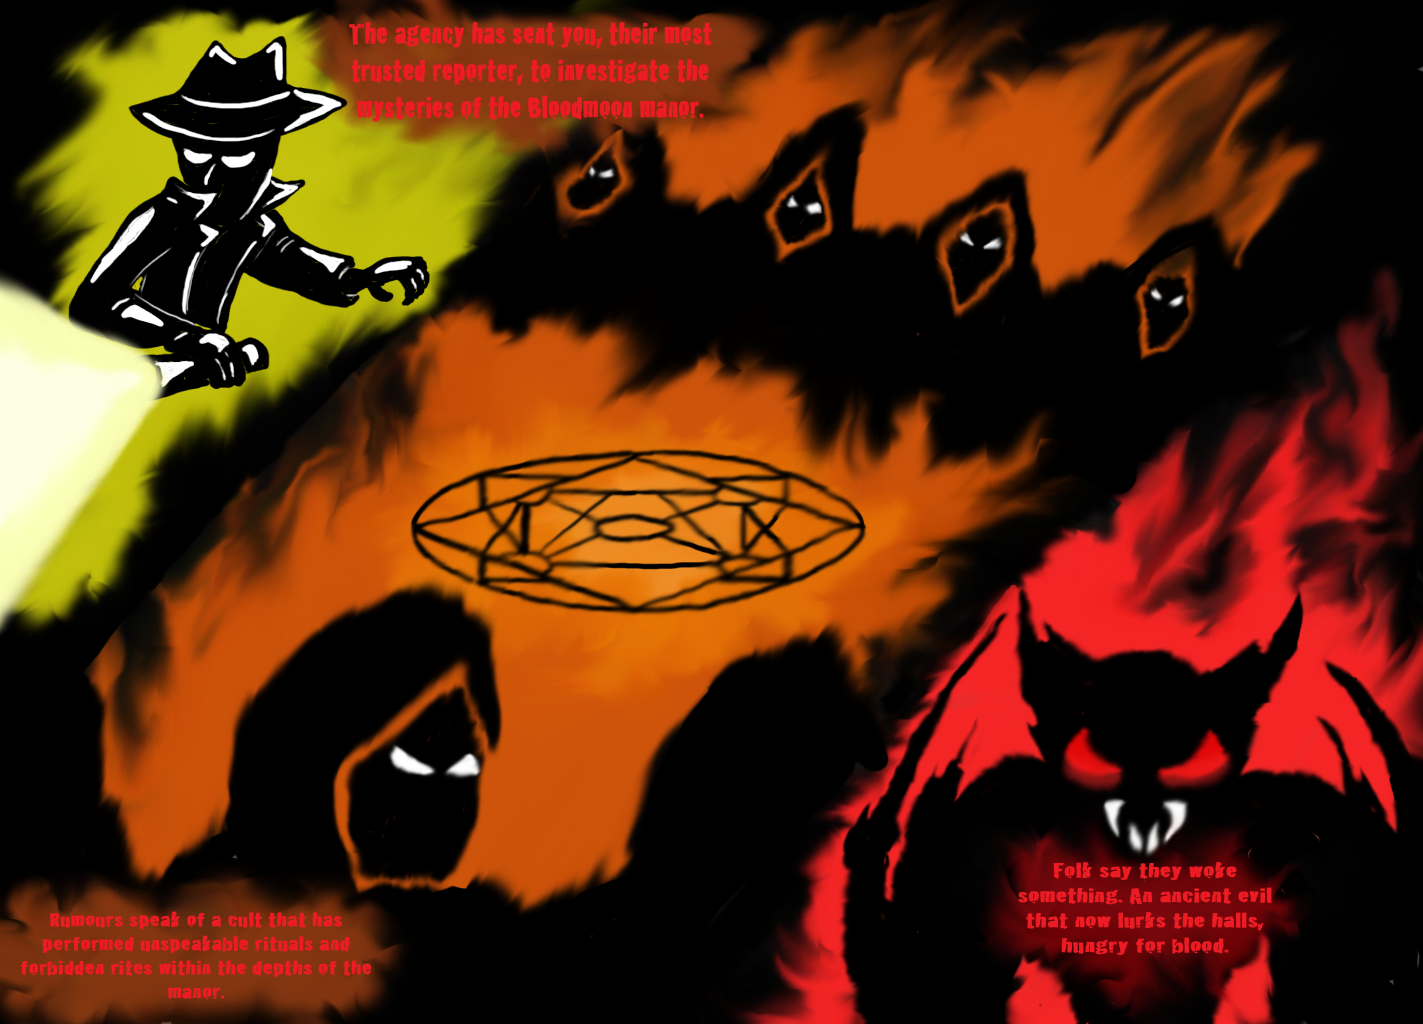 The agency has sent you, their most
trusted reporter, to investigate the
mysteries of the Bloodmoon manor.
Rumours speak of a cult that has
performed unspeakable rituals and
forbidden rites within the depths of the
manor.
Folk say they woke
something. An ancient evil
that now lurks the halls,
hungry for blood.